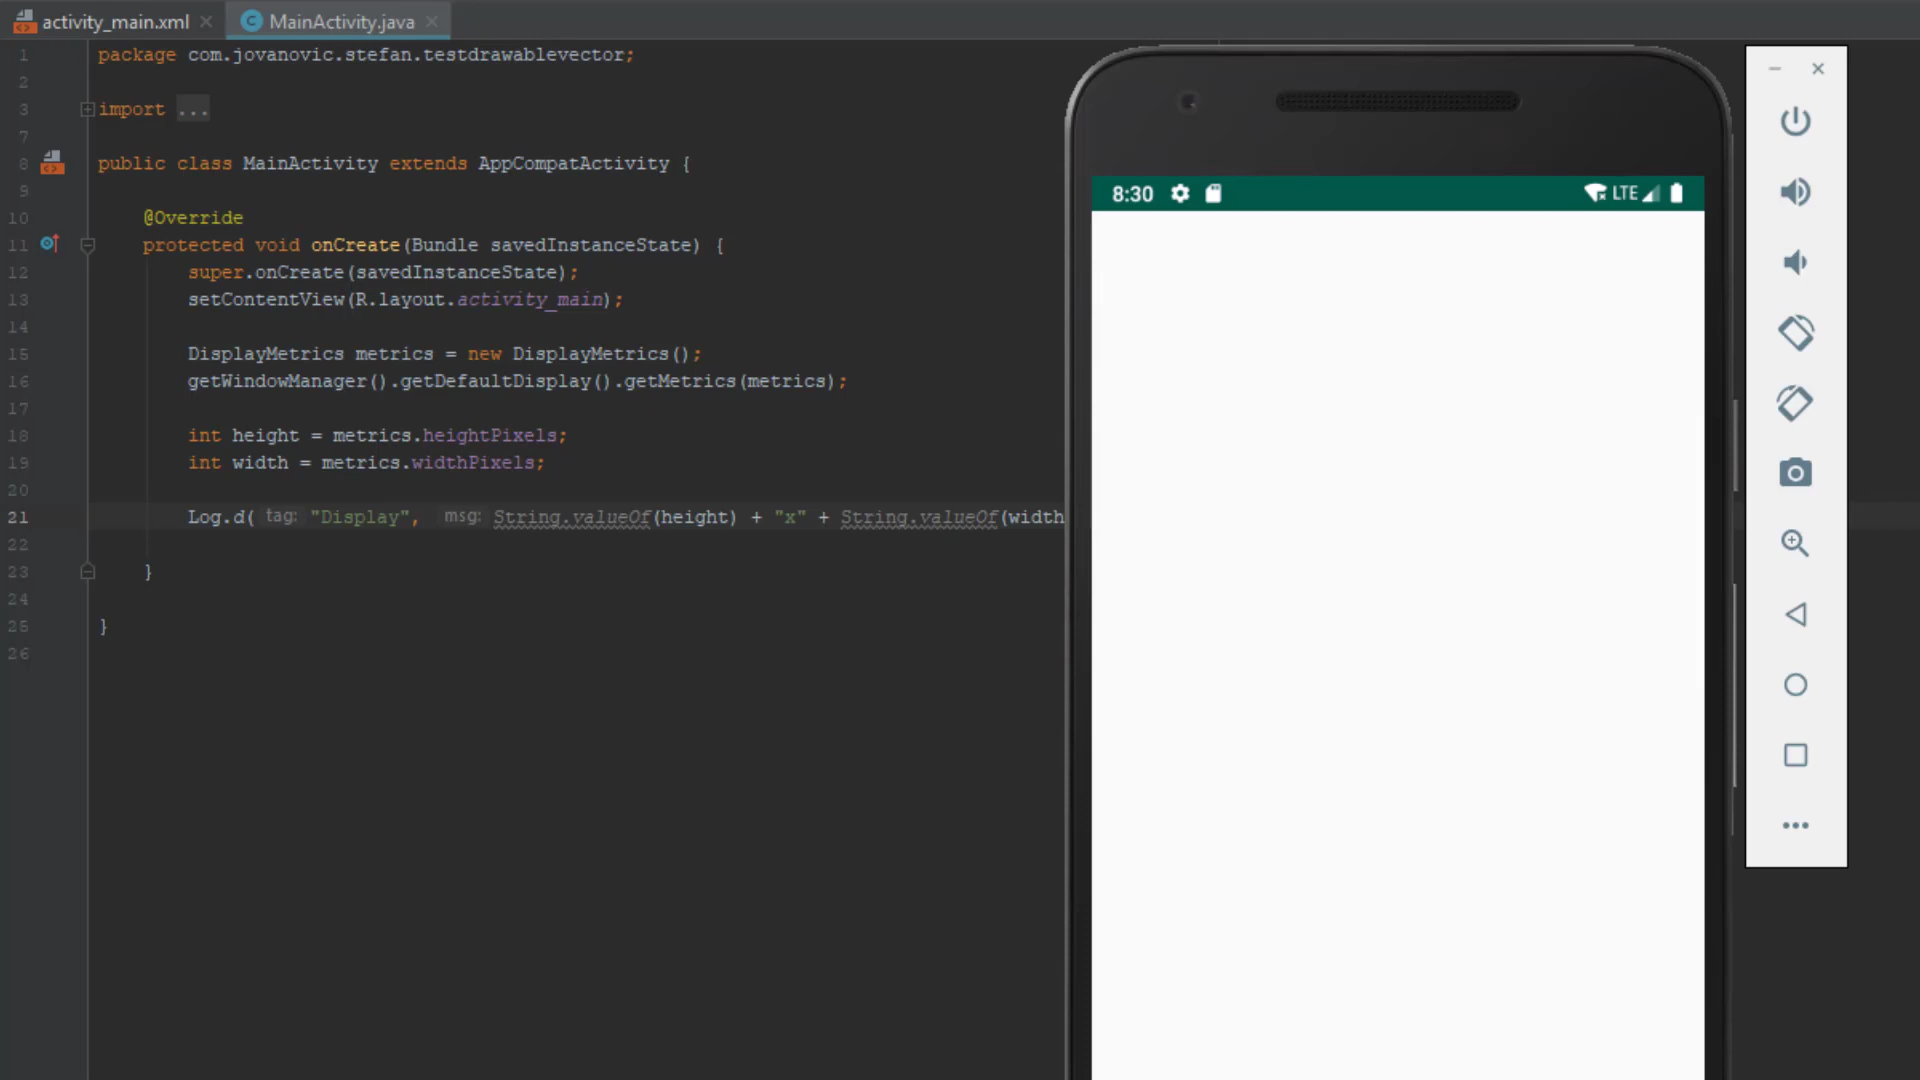 activity_main.xml
MainActivity.java
1 package com.jovanovic.stefan.testdrawablevector;
2
3 import ...
7
8 public class MainActivity extends AppCompatActivity {
9
10 @Override
11 protected void onCreate(Bundle savedInstanceState) {
12 super.onCreate(savedInstanceState);
13 setContentView(R.layout.activity_main);
14
15 DisplayMetrics metrics = new DisplayMetrics();
16 getWindowManager().getDefaultDisplay().getMetrics(metrics);
17
18 int height = metrics.heightPixels;
19 int width = metrics.widthPixels;
20
21 Log.d( tag: "Display", msg: String.valueOf(height) + "x" + String.valueOf(width
22
23 }
24
25 }
26
8:30 LTE